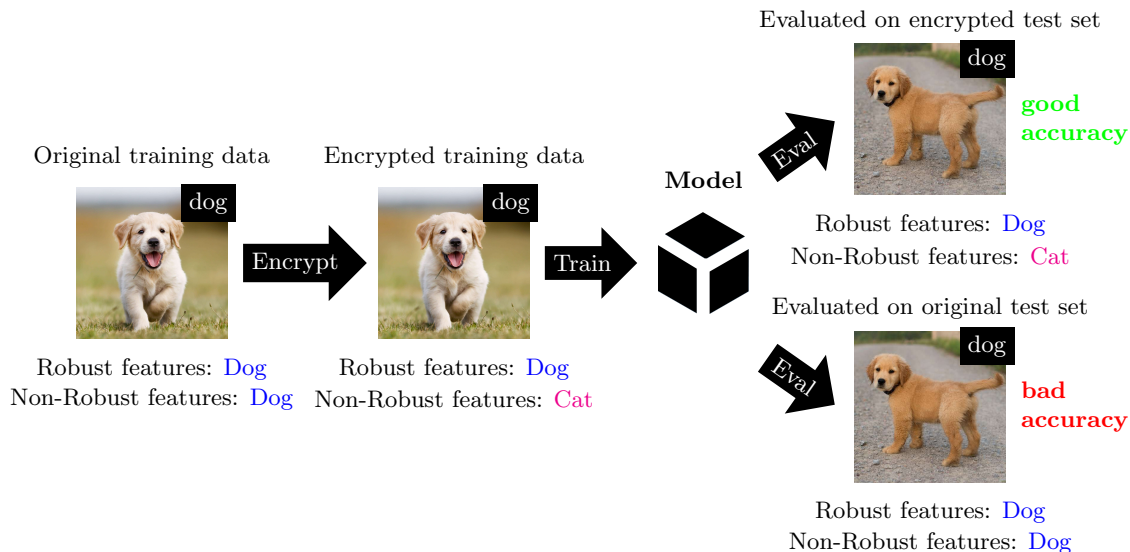 Original training data
dog
Robust features: Dog
Non-Robust features: Dog
Encrypt
Encrypted training data
dog
Robust features: Dog
Non-Robust features: Cat
Train
Model
Eval
Evaluated on encrypted test set
dog
good
accuracy
Robust features: Dog
Non-Robust features: Cat
Eval
Evaluated on original test set
dog
bad
accuracy
Robust features: Dog
Non-Robust features: Dog